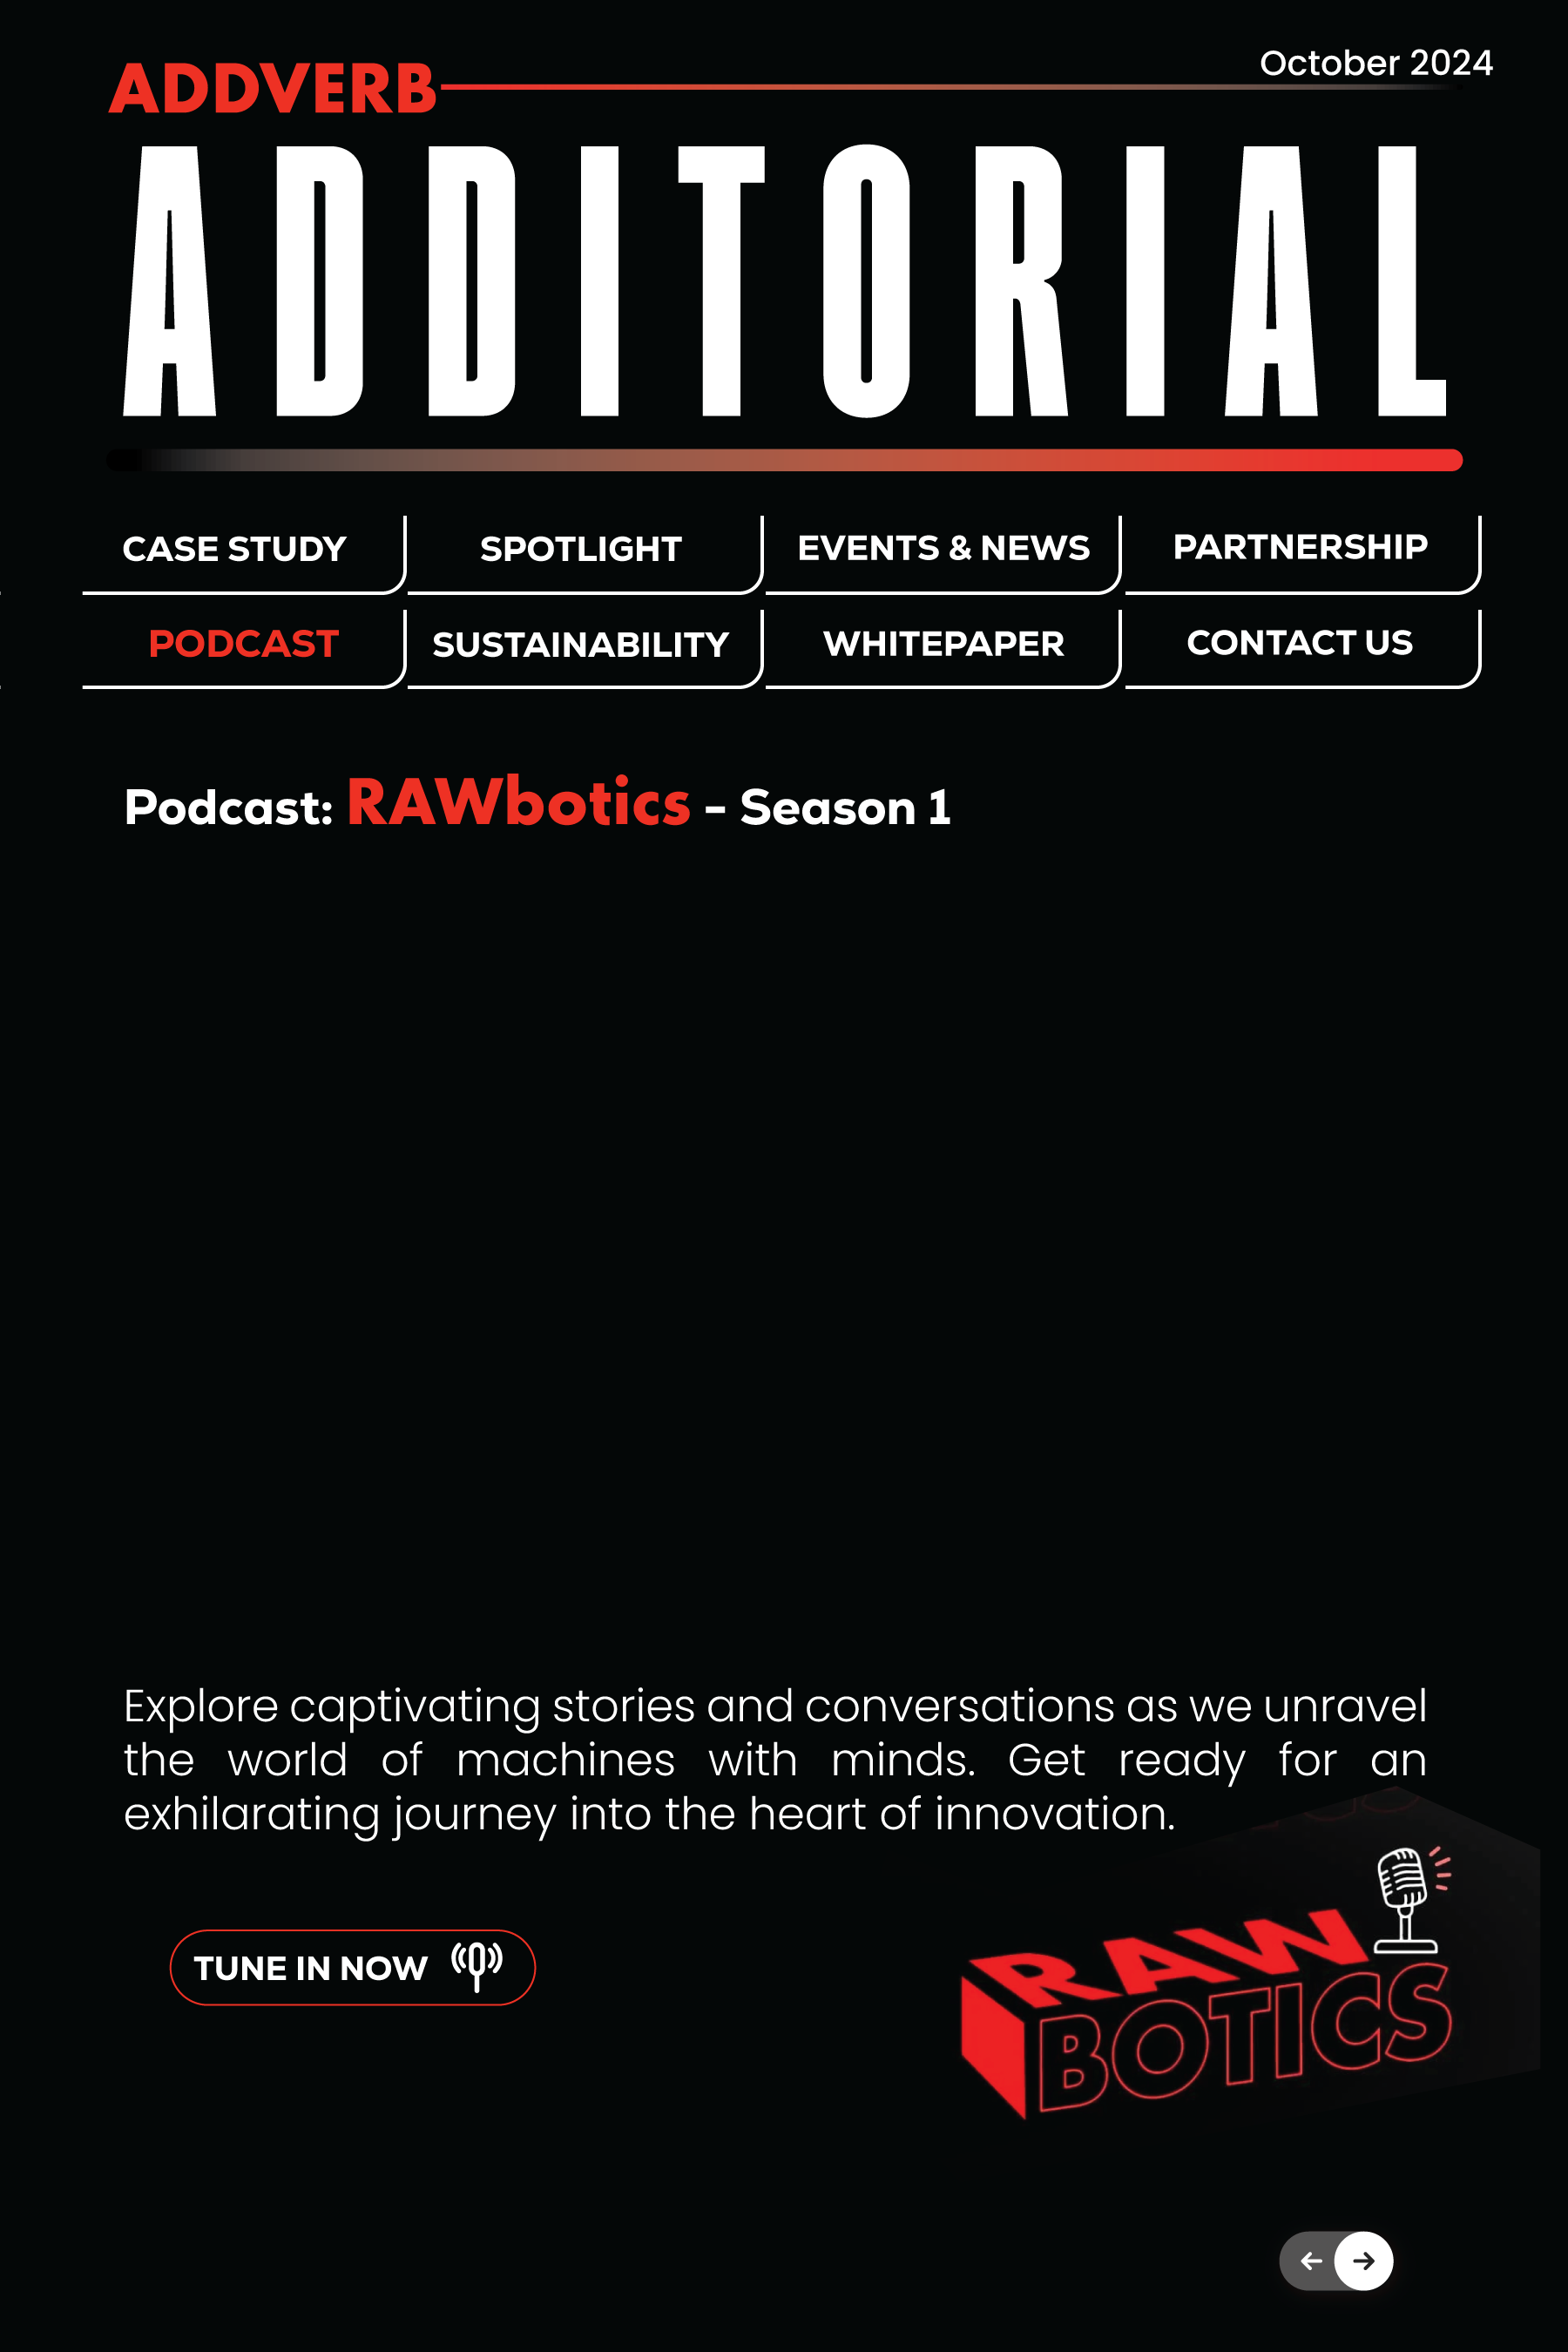 October 2024
ADDVERB
ADDITORIAL
CASE STUDY SPOTLIGHT EVENTS & NEWS PARTNERSHIP
PODCAST SUSTAINABILITY WHITEPAPER CONTACT US
Podcast: RAWbotics - Season 1
Explore captivating stories and conversations as we unravel
the world of machines with minds. Get ready for an
exhilarating journey into the heart of innovation.
TUNE IN NOW
RAW
BOTICS